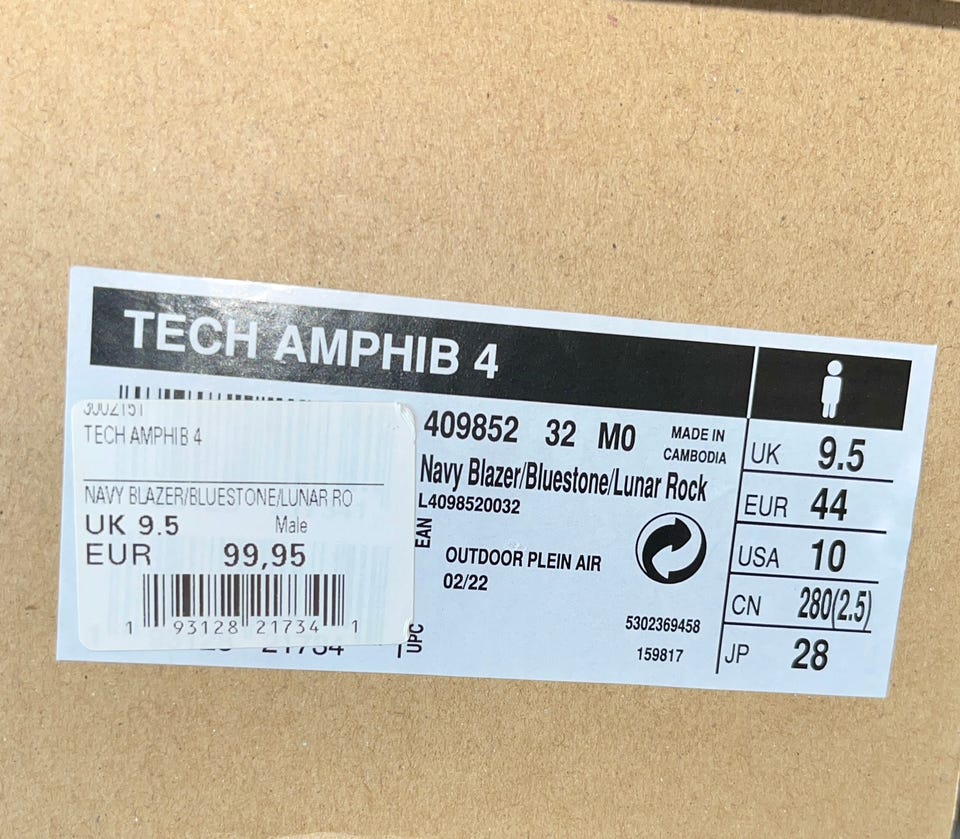 TECH AMPHIB 4
3002151
TECH AMPHIB 4
NAVY BLAZER/BLUESTONE/LUNAR RO
UK 9.5 Male
EUR 99,95
1 93128 21734 1
409852 32 M0
MADE IN
CAMBODIA
Navy Blazer/Bluestone/Lunar Rock
L4098520032
EAN
OUTDOOR PLEIN AIR
02/22
5302369458
159817
UPC
UK 9.5
EUR 44
USA 10
CN 280(2.5)
JP 28